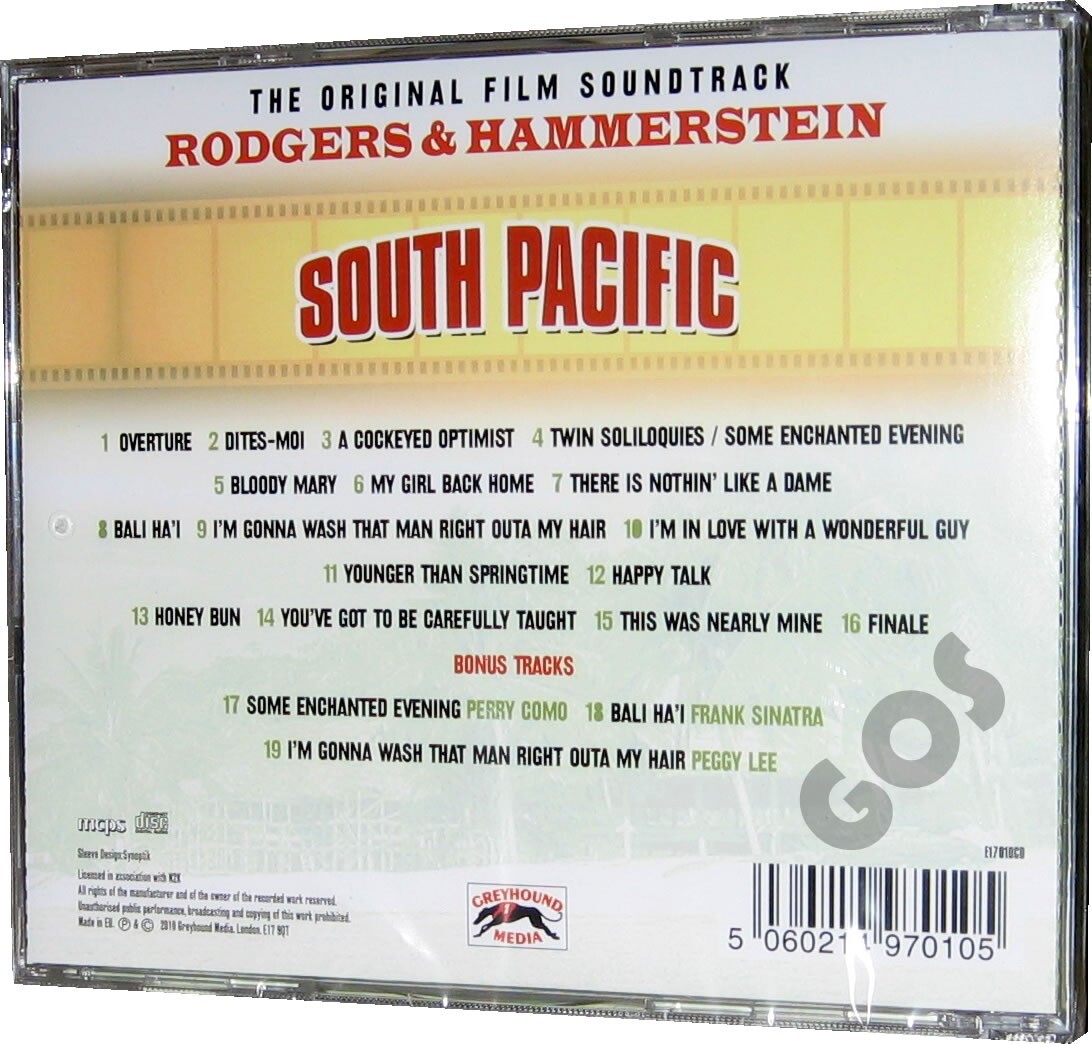 THE ORIGINAL FILM SOUNDTRACK
RODGERS & HAMMERSTEIN
SOUTH PACIFIC
1 OVERTURE 2 DITES-MOI 3 A COCKEYED OPTIMIST 4 TWIN SOLILOQUIES / SOME ENCHANTED EVENING
5 BLOODY MARY 6 MY GIRL BACK HOME 7 THERE IS NOTHIN' LIKE A DAME
8 BALI HA'I 9 I'M GONNA WASH THAT MAN RIGHT OUTA MY HAIR 10 I'M IN LOVE WITH A WONDERFUL GUY
11 YOUNGER THAN SPRINGTIME 12 HAPPY TALK
13 HONEY BUN 14 YOU'VE GOT TO BE CAREFULLY TAUGHT 15 THIS WAS NEARLY MINE 16 FINALE
BONUS TRACKS
17 SOME ENCHANTED EVENING PERRY COMO 18 BALI HA'I FRANK SINATRA
19 I'M GONNA WASH THAT MAN RIGHT OUTA MY HAIR PEGGY LEE
GOS
mcps disc
Sleeve Design:Synoptik
Licensed in association with H2K
All rights of the manufacturer and of the owner of the recorded work reserved.
Unauthorised public performance, broadcasting and copying of this work prohibited.
Made in EU. ℗ & © 2010 Greyhound Media. London. E17 9QT
GREYHOUND
MEDIA
E17010CD
5 060214 970105